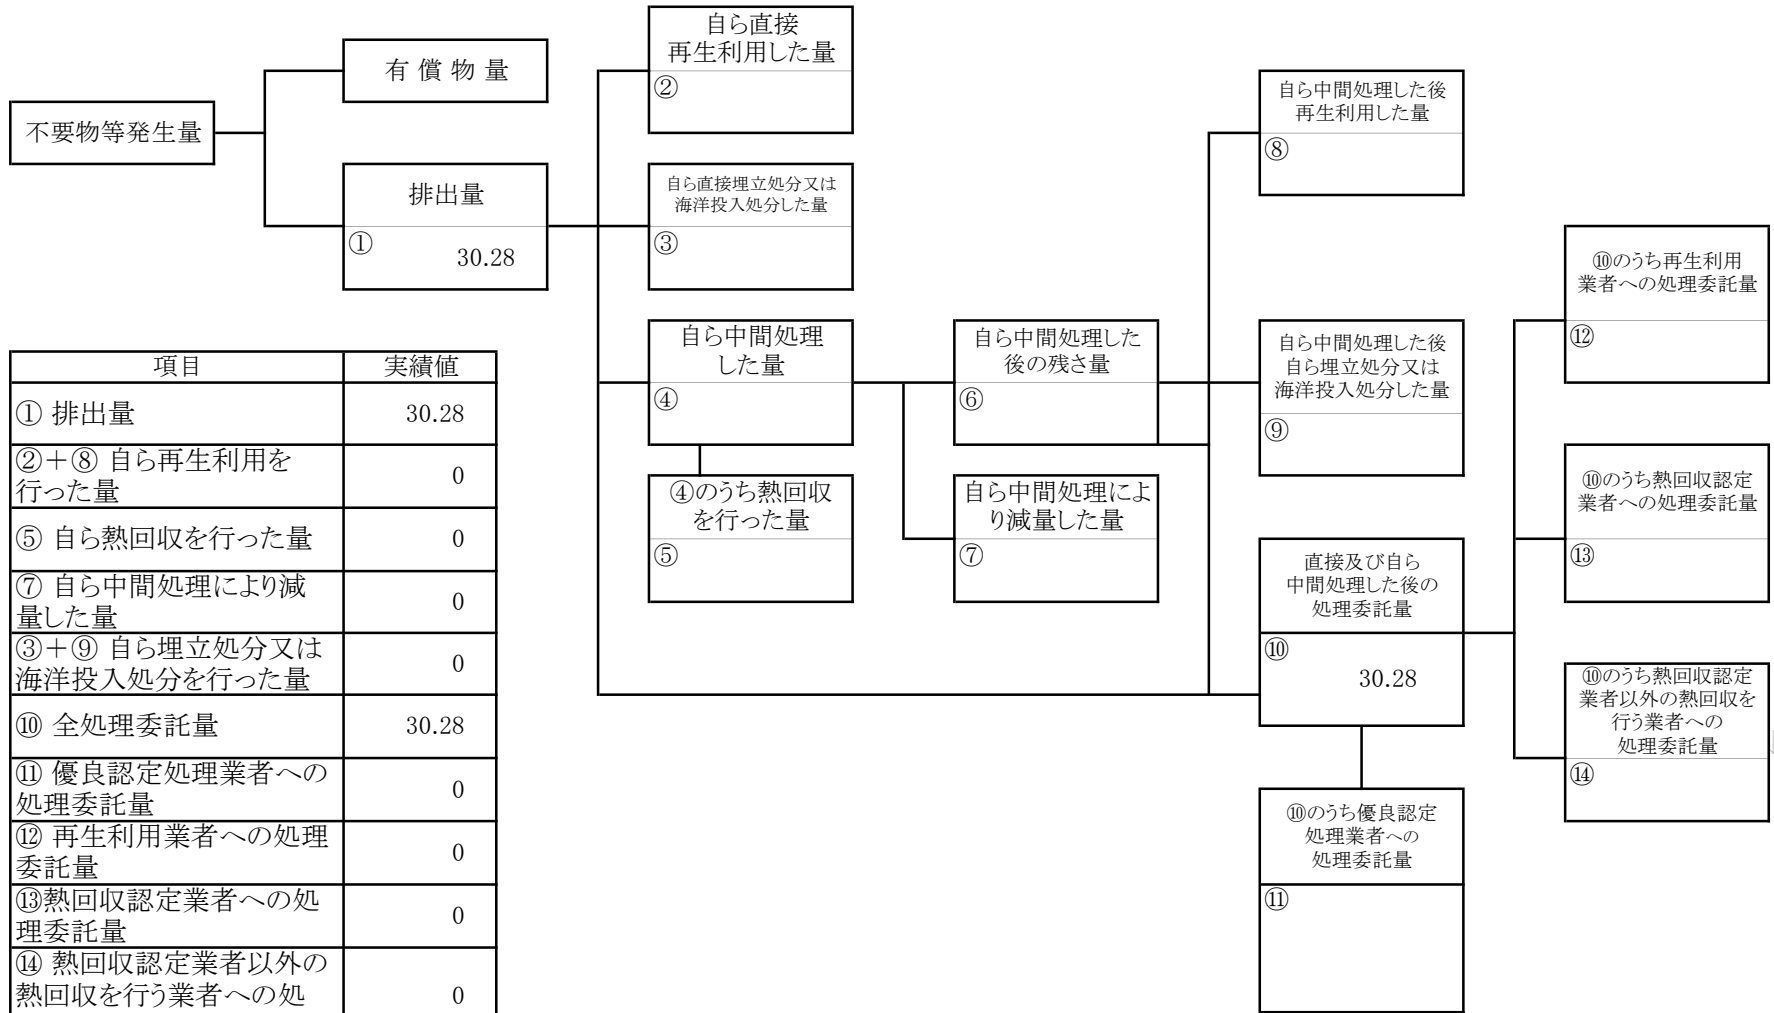 自ら直接
再生利用した量
②
有 償 物 量
不要物等発生量
排出量
①
30.28
自ら直接埋立処分又は
海洋投入処分した量
③
自ら中間処理した後
再生利用した量
⑧
⑩のうち再生利用
業者への処理委託量
⑫
自ら中間処理
した量
④
自ら中間処理した
後の残さ量
⑥
自ら中間処理した後
自ら埋立処分又は
海洋投入処分した量
⑨
④のうち熱回収
を行った量
⑤
自ら中間処理によ
り減量した量
⑦
⑩のうち熱回収認定
業者への処理委託量
⑬
直接及び自ら
中間処理した後の
処理委託量
⑩
30.28
⑩のうち熱回収認定
業者以外の熱回収を
行う業者への
処理委託量
⑭
⑩のうち優良認定
処理業者への
処理委託量
⑪
項目 実績値
① 排出量 30.28
②+⑧ 自ら再生利用を
行った量 0
⑤ 自ら熱回収を行った量 0
⑦ 自ら中間処理により減
量した量 0
③+⑨ 自ら埋立処分又は
海洋投入処分を行った量 0
⑩ 全処理委託量 30.28
⑪ 優良認定処理業者への
処理委託量 0
⑫ 再生利用業者への処理
委託量 0
⑬熱回収認定業者への処
理委託量 0
⑭ 熱回収認定業者以外の
熱回収を行う業者への処 0